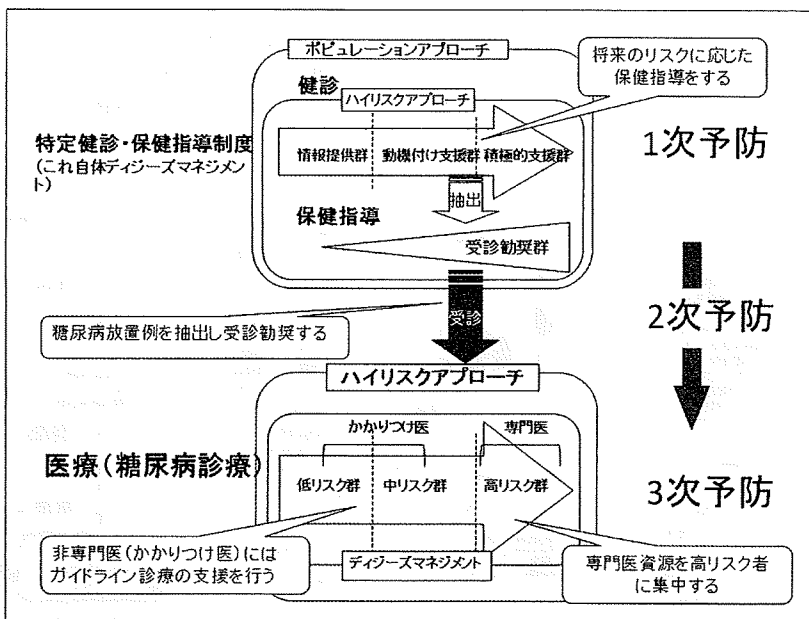 ポピュレーションアプローチ
将来のリスクに応じた
保健指導をする
健診
ハイリスクアプローチ
特定健診・保健指導制度
(これ自体ディジーズマネジメン
ト)
情報提供群
動機付け支援群
積極的支援群
1次予防
抽出
保健指導
受診勧奨群
糖尿病放置例を抽出し受診勧奨する
受診
2次予防
ハイリスクアプローチ
かかりつけ医
専門医
医療(糖尿病診療)
低リスク群
中リスク群
高リスク群
3次予防
非専門医(かかりつけ医)には
ガイドライン診療の支援を行う
ディジーズマネジメント
専門医資源を高リスク者
に集中する